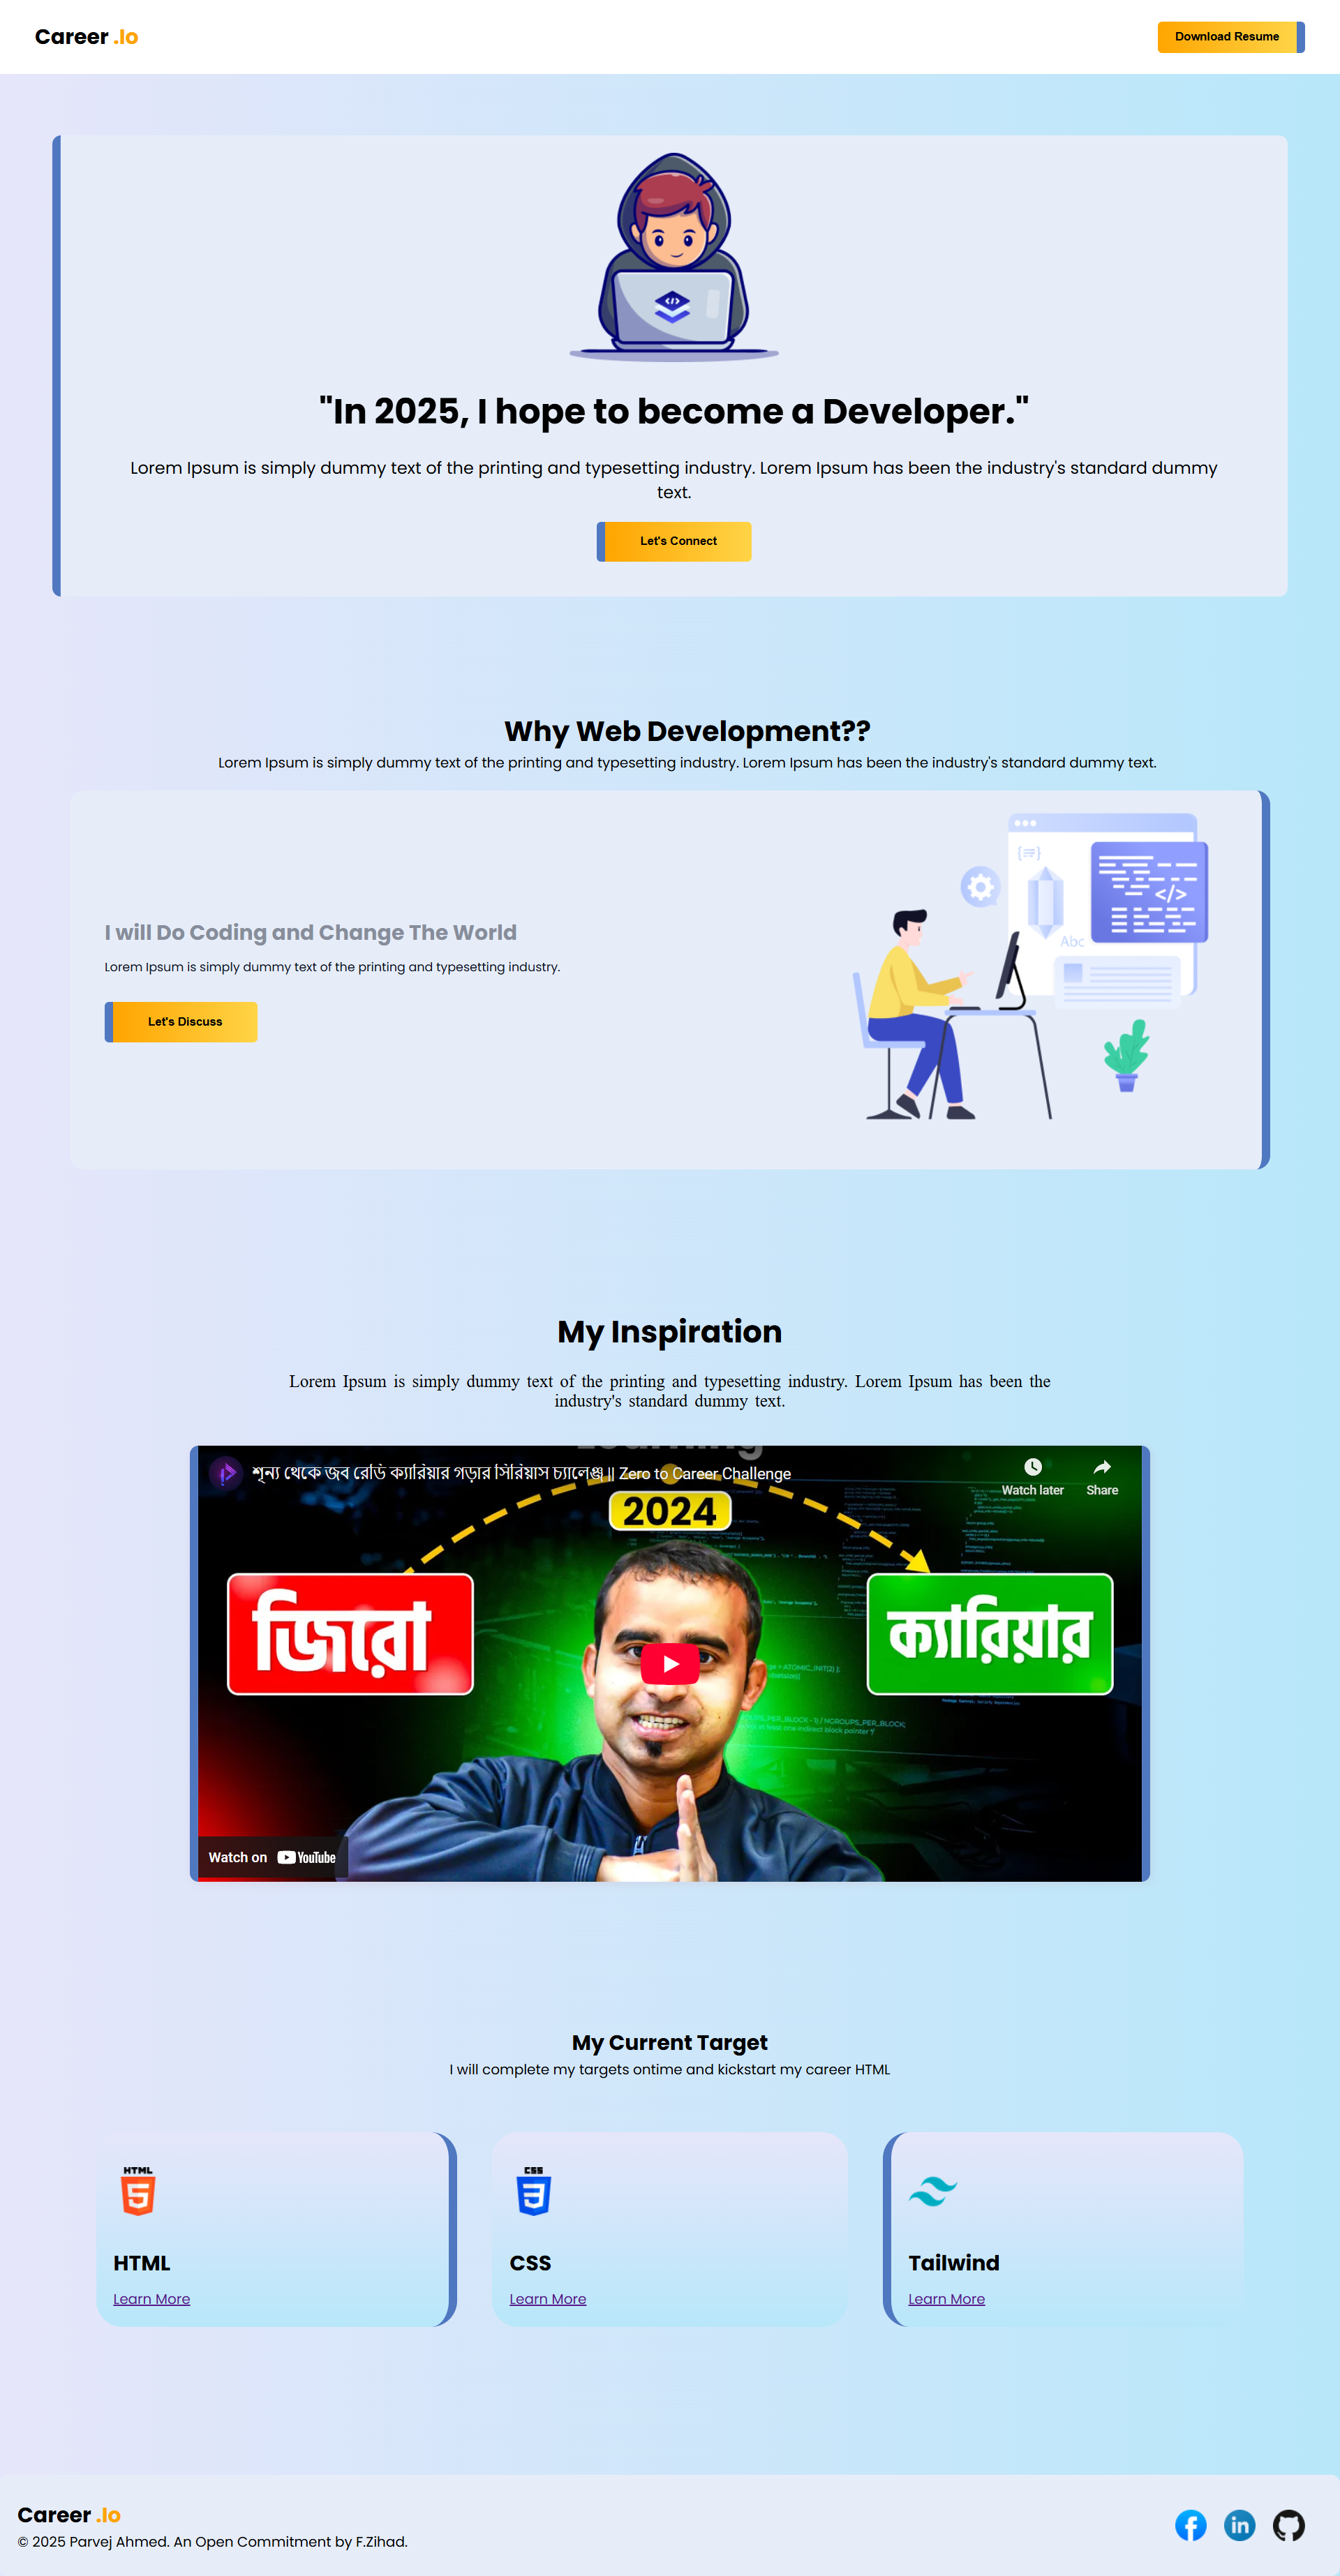 Career .Io
Download Resume
"In 2025, I hope to become a Developer."
Lorem Ipsum is simply dummy text of the printing and typesetting industry. Lorem Ipsum has been the industry's standard dummy
text.
Let's Connect
Why Web Development??
Lorem Ipsum is simply dummy text of the printing and typesetting industry. Lorem Ipsum has been the industry's standard dummy text.
I will Do Coding and Change The World
Lorem Ipsum is simply dummy text of the printing and typesetting industry.
Let's Discuss
{=}
</>
Abc
My Inspiration
Lorem Ipsum is simply dummy text of the printing and typesetting industry. Lorem Ipsum has been the
industry's standard dummy text.
Learning
শূন্য থেকে জব রেডি ক্যারিয়ার গড়ার সিরিয়াস চ্যালেঞ্জ || Zero to Career Challenge
Watch later
Share
2024
জিরো
ক্যারিয়ার
Watch on YouTube
My Current Target
I will complete my targets ontime and kickstart my career HTML
HTML
5
HTML
Learn More
CSS
3
CSS
Learn More
Tailwind
Learn More
Career .Io
© 2025 Parvej Ahmed. An Open Commitment by F.Zihad.
f
in